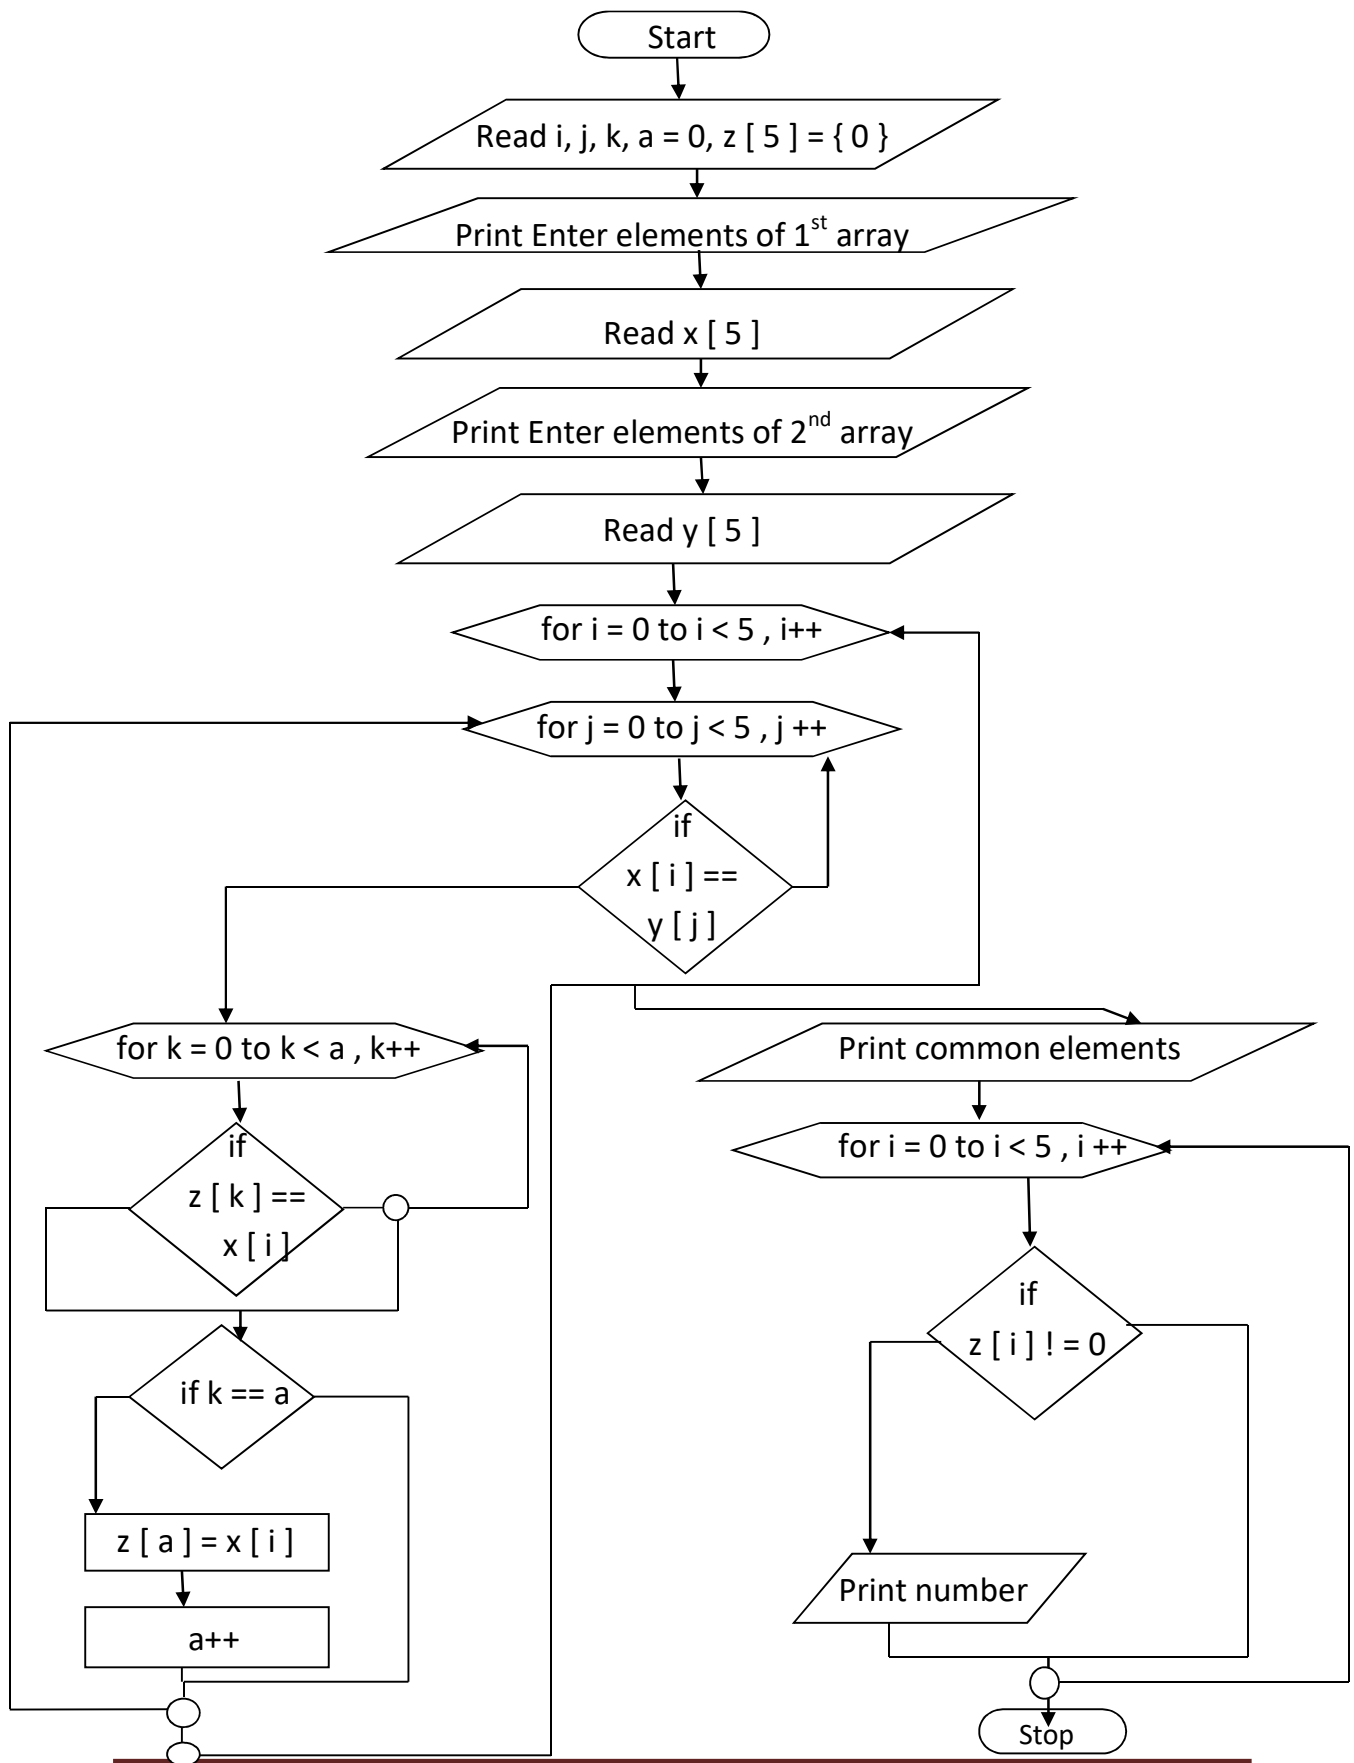 Start
Read i, j, k, a = 0, z [ 5 ] = { 0 }
Print Enter elements of 1st array
Read x [ 5 ]
Print Enter elements of 2nd array
Read y [ 5 ]
for i = 0 to i < 5 , i++
for j = 0 to j < 5 , j ++
if
x [ i ] ==
y [ j ]
for k = 0 to k < a , k++
if
z [ k ] ==
x [ i ]
if k == a
z [ a ] = x [ i ]
a++
Print common elements
for i = 0 to i < 5 , i ++
if
z [ i ] ! = 0
Print number
Stop